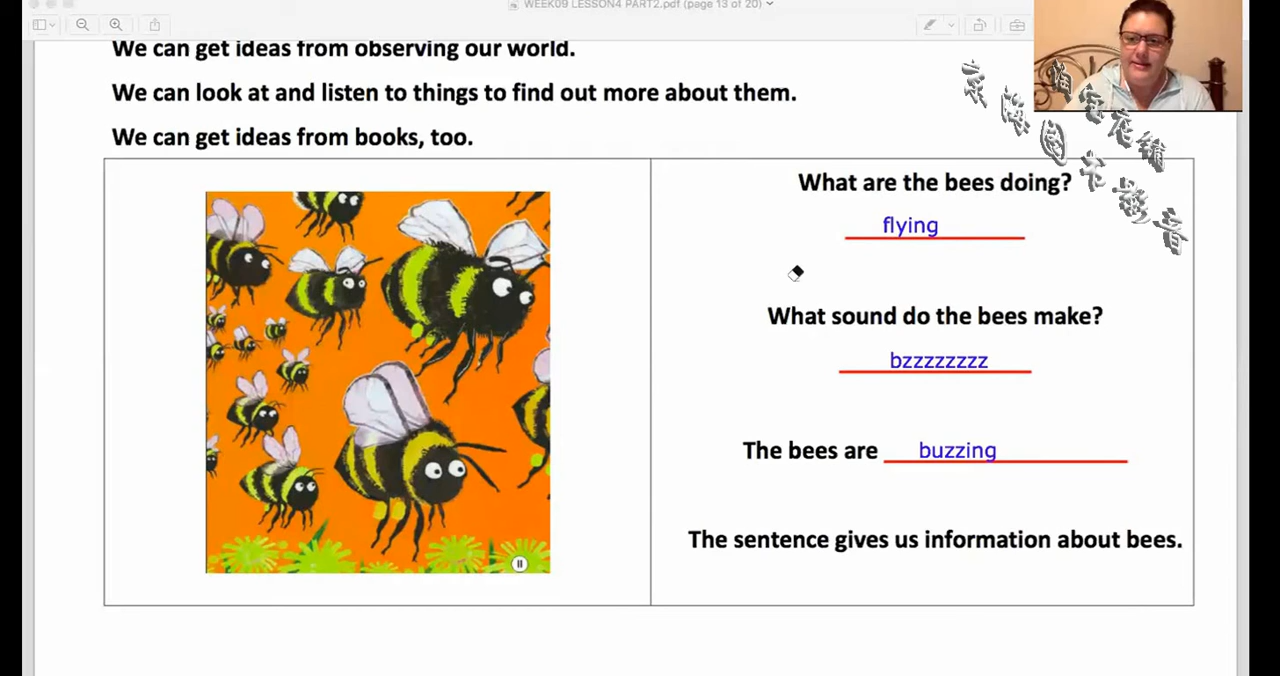 WEEK09 LESSON4 PART2.pdf (page 13 of 20)
We can get ideas from observing our world.
We can look at and listen to things to find out more about them.
We can get ideas from books, too.
What are the bees doing?
flying
What sound do the bees make?
bzzzzzzzz
The bees are buzzing
The sentence gives us information about bees.